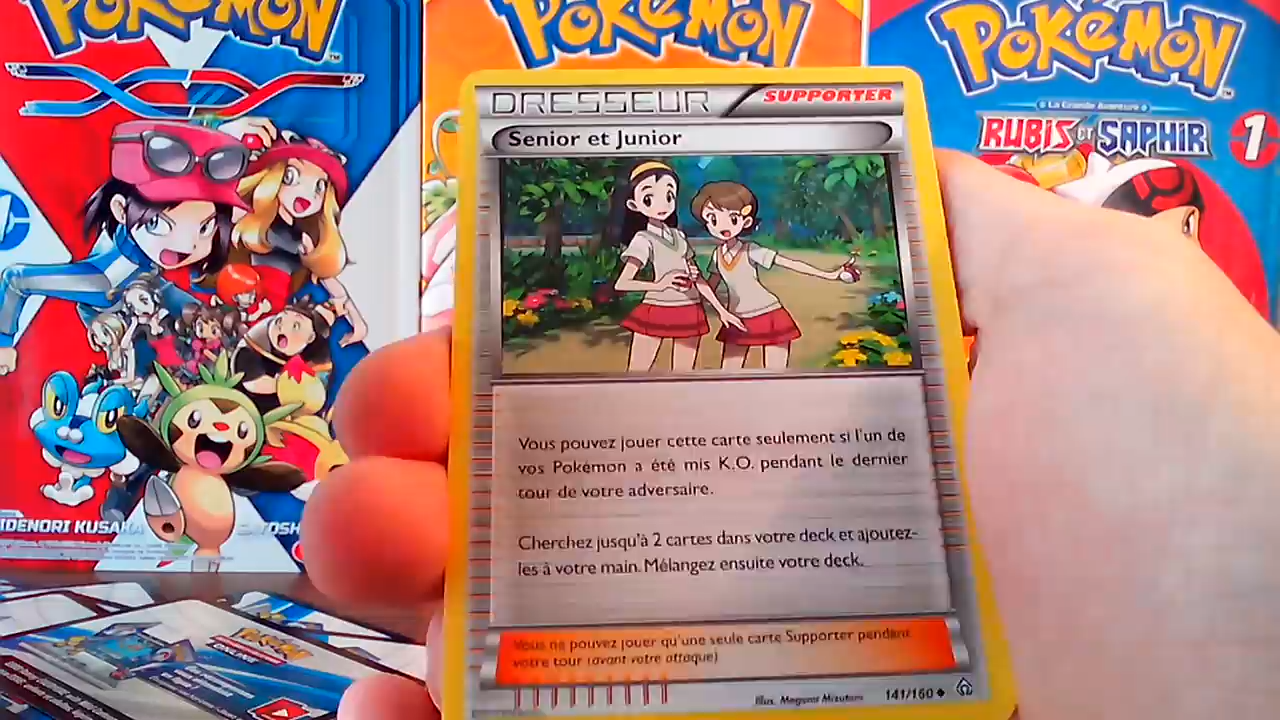 POKéMON
POKéMON
POKéMON
La Grande Aventure
RUBIS et SAPHIR
1
DRESSEUR
SUPPORTER
Senior et Junior
Vous pouvez jouer cette carte seulement si l'un de
vos Pokémon a été mis K.O. pendant le dernier
tour de votre adversaire.
Cherchez jusqu'à 2 cartes dans votre deck et ajoutez-
les à votre main. Mélangez ensuite votre deck.
Vous ne pouvez jouer qu'une seule carte Supporter pendant
votre tour (avant votre attaque)
Illus. Megumi Mizutani
141/160
IDENORI KUSAKA
SATOSH
ONLINE